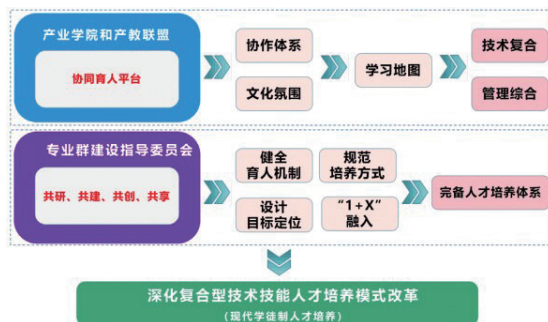 产业学院和产教联盟
协同育人平台
协作体系
文化氛围
学习地图
技术复合
管理综合
专业群建设指导委员会
共研、共建、共创、共享
健全
育人机制
规范
培养方式
设计
目标定位
“1+X”
融入
完备人才培养体系
深化复合型技术技能人才培养模式改革
(现代学徒制人才培养)